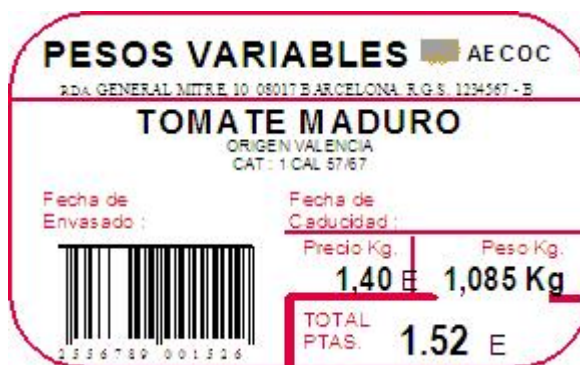 PESOS VARIABLES AECOC
RDA. GENERAL MITRE, 10 08017 BARCELONA. R.G.S. 1234567 - B
TOMATE MADURO
ORIGEN VALENCIA
CAT : 1 CAL 57/67
Fecha de
Envasado :
Fecha de
Caducidad :
Precio Kg.
1,40 E
Peso Kg.
1,085 Kg
2556789 001526
TOTAL
PTAS.
1.52 E